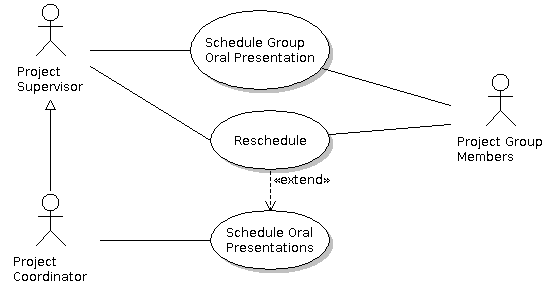 Schedule Group
Oral Presentation
Project
Supervisor
Reschedule
Project Group
Members
«extend»
Schedule Oral
Presentations
Project
Coordinator